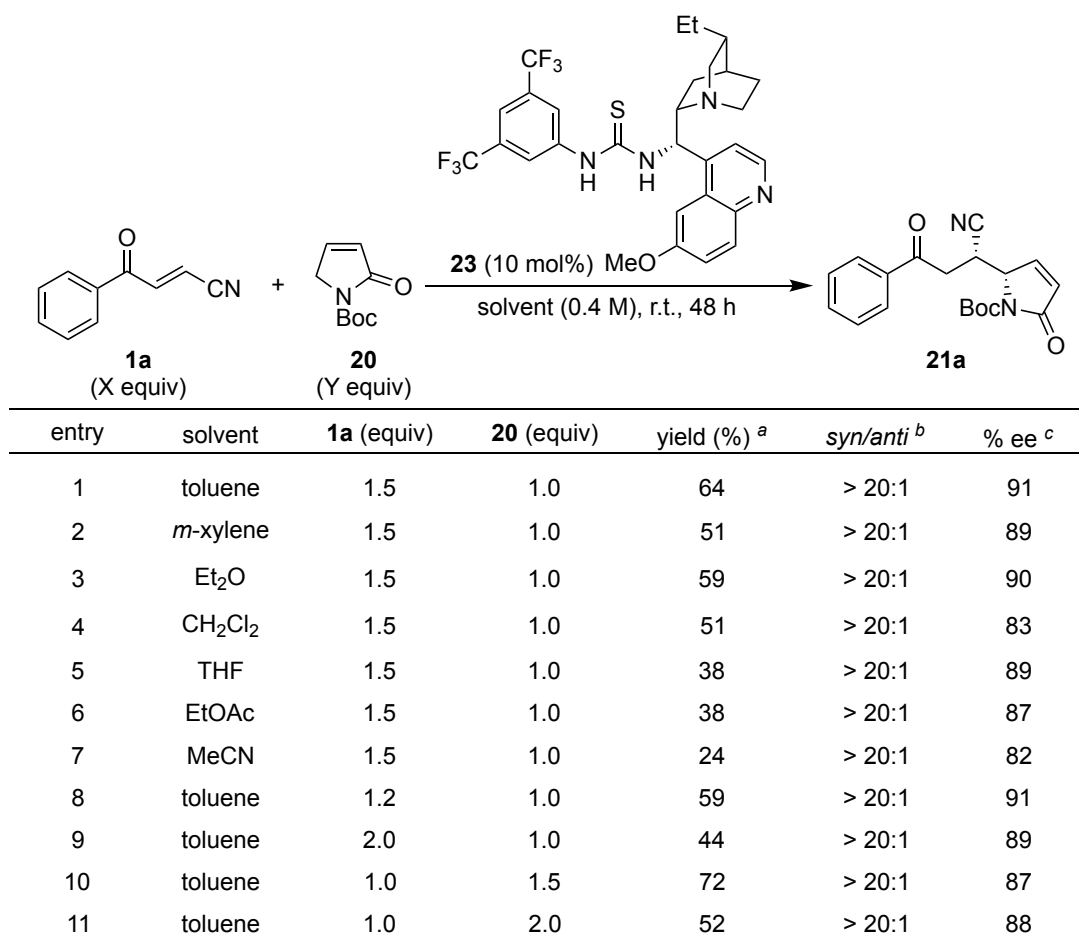 Et
CF3
S
N
F3C
N
N
H
H
N
O
NC
O
CN
+
N
O
Boc
23 (10 mol%)
MeO
solvent (0.4 M), r.t., 48 h
O
BocN
O
1a
(X equiv)
20
(Y equiv)
21a
entry solvent 1a (equiv) 20 (equiv) yield (%) a syn/anti b % ee c
1 toluene 1.5 1.0 64 > 20:1 91
2 m-xylene 1.5 1.0 51 > 20:1 89
3 Et2O 1.5 1.0 59 > 20:1 90
4 CH2Cl2 1.5 1.0 51 > 20:1 83
5 THF 1.5 1.0 38 > 20:1 89
6 EtOAc 1.5 1.0 38 > 20:1 87
7 MeCN 1.5 1.0 24 > 20:1 82
8 toluene 1.2 1.0 59 > 20:1 91
9 toluene 2.0 1.0 44 > 20:1 89
10 toluene 1.0 1.5 72 > 20:1 87
11 toluene 1.0 2.0 52 > 20:1 88